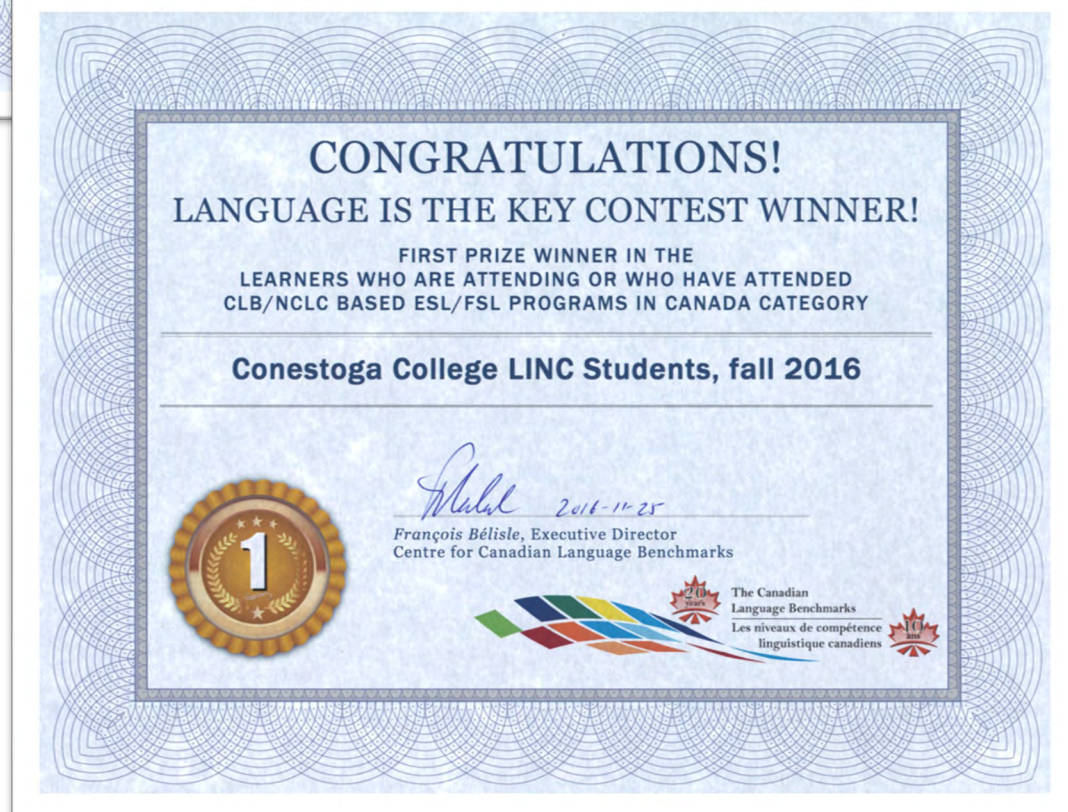 CONGRATULATIONS!
LANGUAGE IS THE KEY CONTEST WINNER!
FIRST PRIZE WINNER IN THE
LEARNERS WHO ARE ATTENDING OR WHO HAVE ATTENDED
CLB/NCLC BASED ESL/FSL PROGRAMS IN CANADA CATEGORY
Conestoga College LINC Students, fall 2016
2016-11-25
François Bélisle, Executive Director
Centre for Canadian Language Benchmarks
1
20
years
The Canadian
Language Benchmarks
Les niveaux de compétence
linguistique canadiens
10
ans